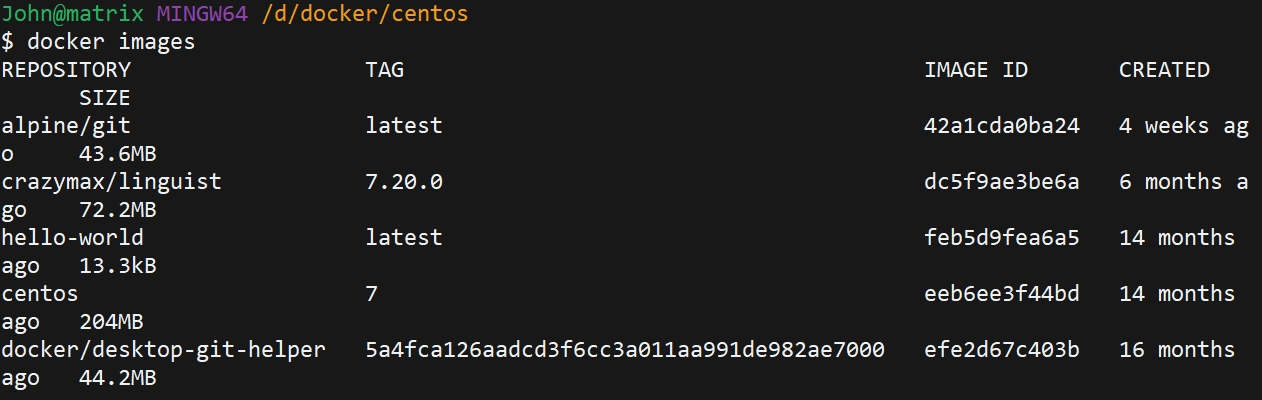 John@matrix MINGW64 /d/docker/centos
$ docker images
REPOSITORY                  TAG                                        IMAGE ID       CREATED
      SIZE
alpine/git                  latest                                     42a1cda0ba24   4 weeks ag
o     43.6MB
crazymax/linguist           7.20.0                                     dc5f9ae3be6a   6 months a
go    72.2MB
hello-world                 latest                                     feb5d9fea6a5   14 months
ago   13.3kB
centos                      7                                          eeb6ee3f44bd   14 months
ago   204MB
docker/desktop-git-helper   5a4fca126aadcd3f6cc3a011aa991de982ae7000   efe2d67c403b   16 months
ago   44.2MB